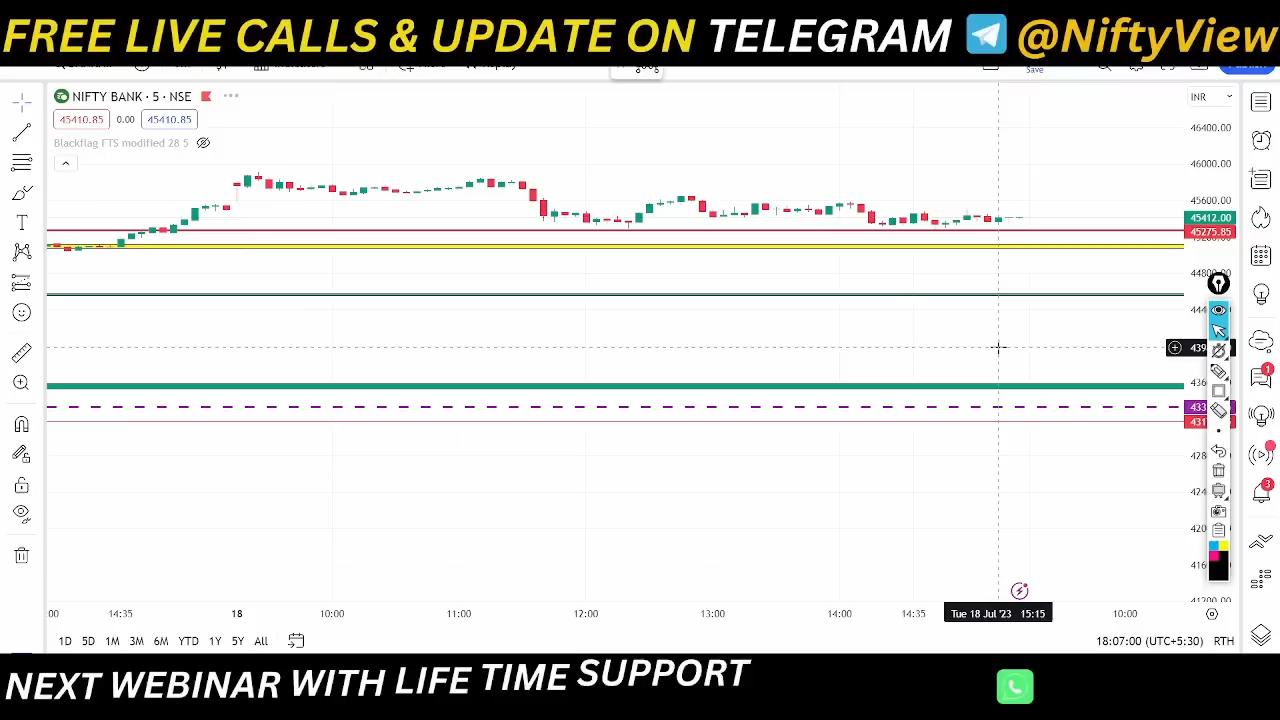 FREE LIVE CALLS & UPDATE ON TELEGRAM @NiftyView
Save
NIFTY BANK · 5 · NSE
INR
45410.85 0.00 45410.85
Blackflag FTS modified 28 5
46400.00
46000.00
45600.00
45412.00
45275.85
44800.00
1
3
00 14:35 18 10:00 11:00 12:00 13:00 14:00 14:35 Tue 18 Jul '23 15:15 10:00
1D 5D 1M 3M 6M YTD 1Y 5Y All
18:07:00 (UTC+5:30) RTH
NEXT WEBINAR WITH LIFE TIME SUPPORT